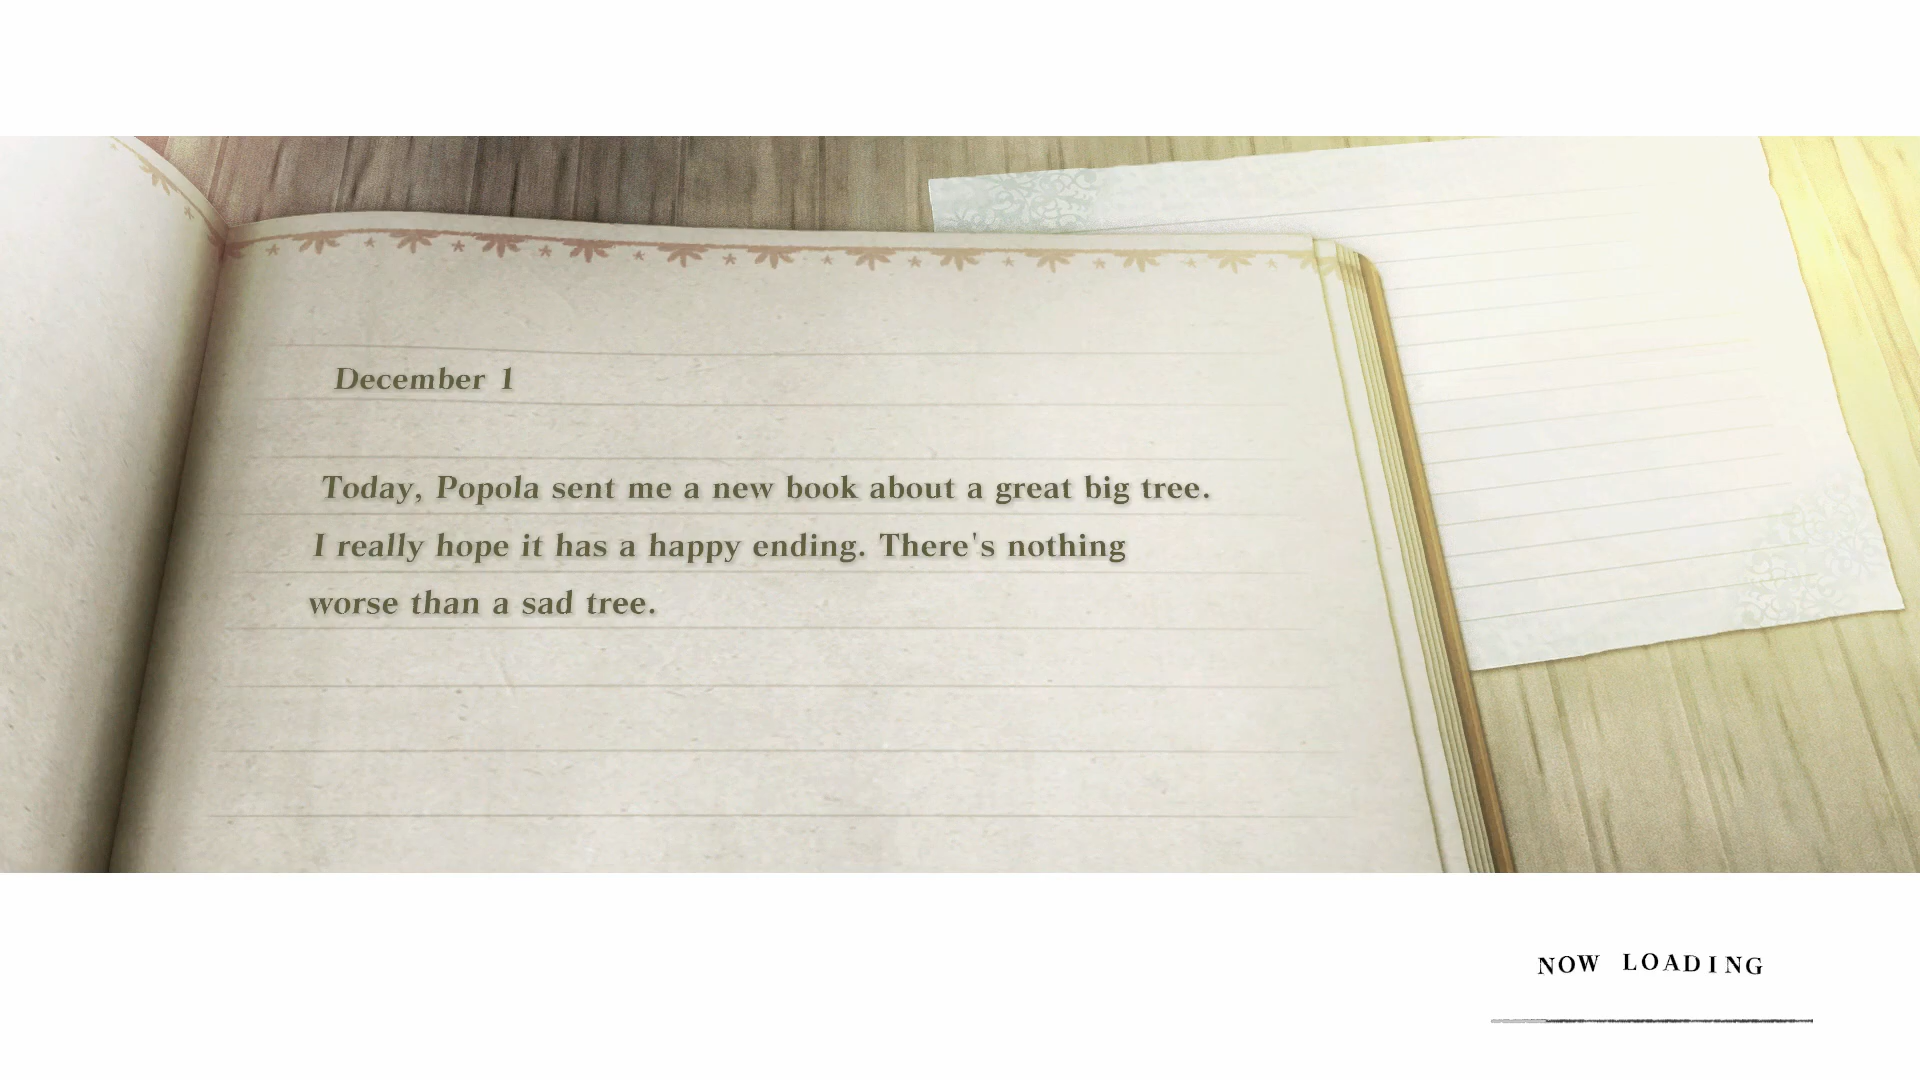 December 1
Today, Popola sent me a new book about a great big tree.
I really hope it has a happy ending. There's nothing
worse than a sad tree.
NOW LOADING